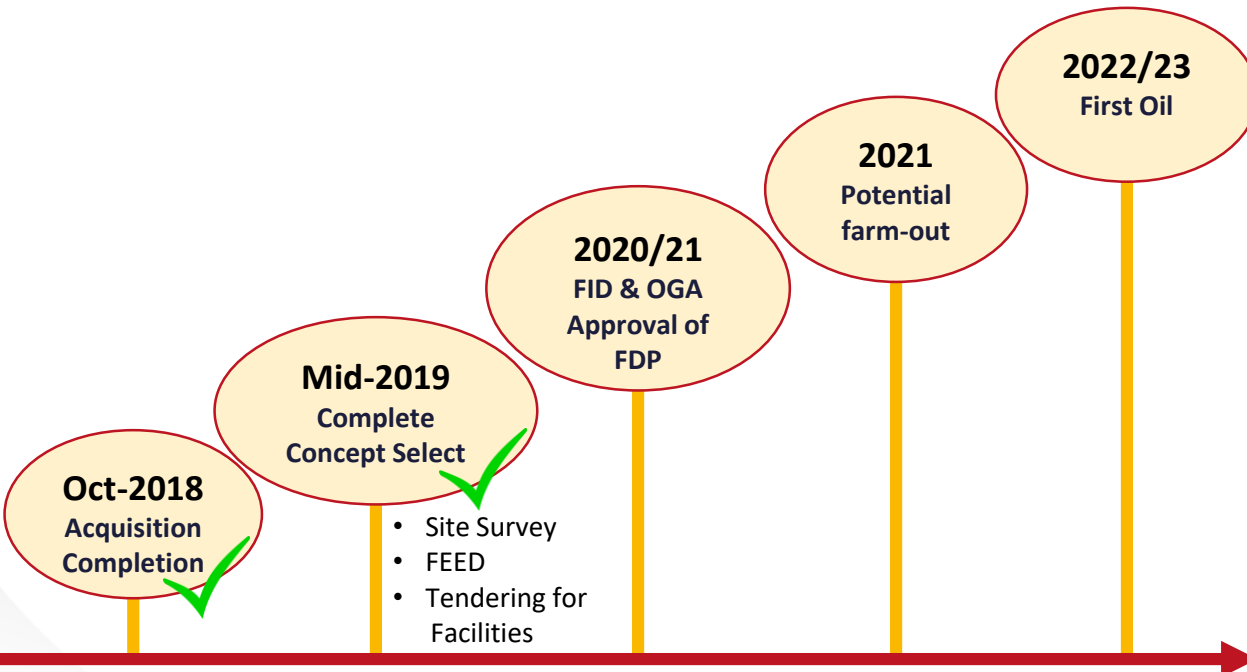 Oct-2018
Acquisition
Completion
Mid-2019
Complete
Concept Select
• Site Survey
• FEED
• Tendering for
Facilities
2020/21
FID & OGA
Approval of
FDP
2021
Potential
farm-out
2022/23
First Oil